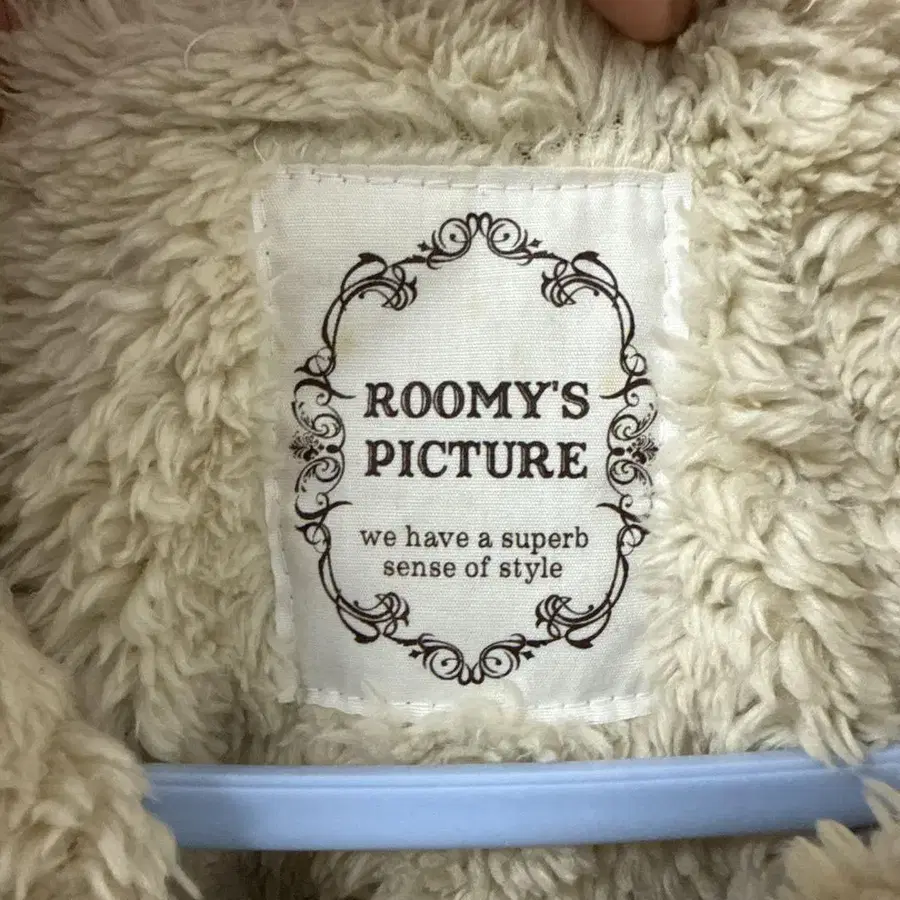 ROOMY'S
PICTURE
we have a superb
sense of style